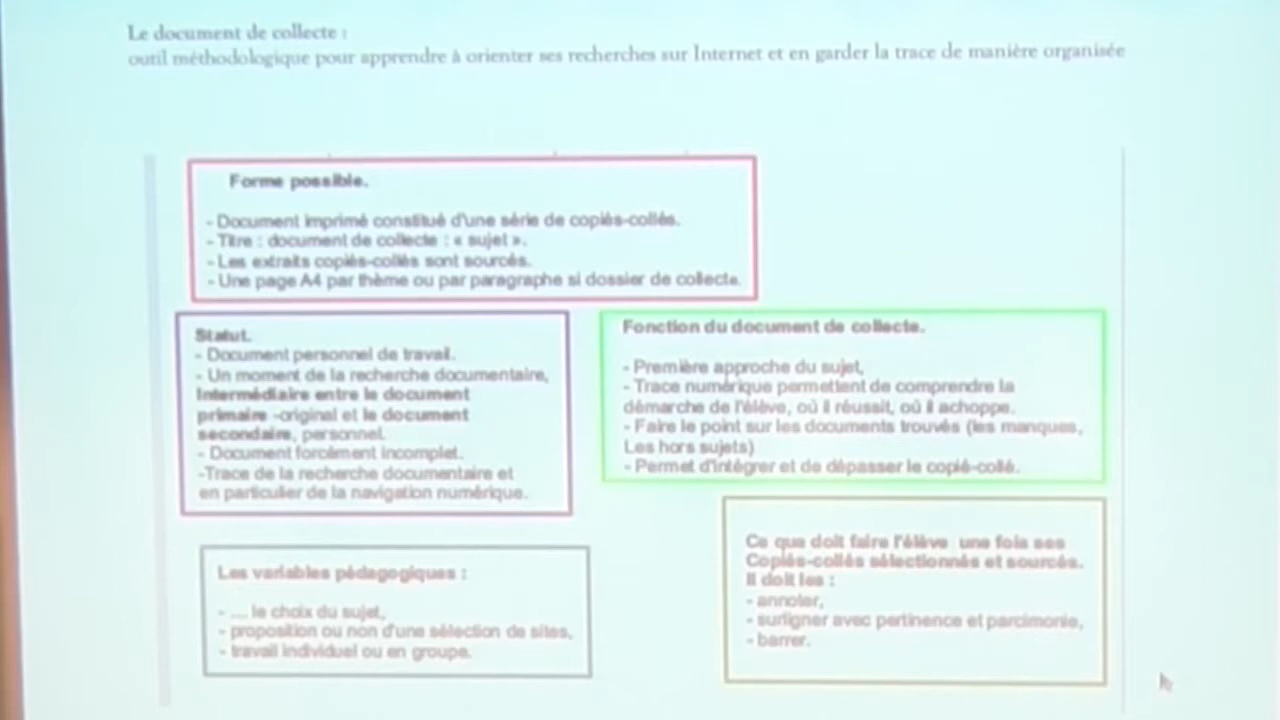 Le document de collecte :
outil méthodologique pour apprendre à orienter ses recherches sur Internet et en garder la trace de manière organisée
Forme possible.
- Document imprimé constitué d'une série de copiés-collés.
- Titre : document de collecte : « sujet ».
- Les extraits copiés-collés sont sourcés.
- Une page A4 par thème ou par paragraphe si dossier de collecte.
Statut.
- Document personnel de travail.
- Un moment de la recherche documentaire,
Intermédiaire entre le document
primaire -original et le document
secondaire, personnel.
- Document forcément incomplet.
-Trace de la recherche documentaire et
en particulier de la navigation numérique.
Fonction du document de collecte.
- Première approche du sujet,
- Trace numérique permettent de comprendre la
démarche de l'élève, où il réussit, où il achoppe.
- Faire le point sur les documents trouvés (les manques,
Les hors sujets)
- Permet d'intégrer et de dépasser le copié-collé.
Les variables pédagogiques :
- .... le choix du sujet,
- proposition ou non d'une sélection de sites,
- travail individuel ou en groupe.
Ce que doit faire l'élève une fois ses
Copiés-collés sélectionnés et sourcés.
Il doit les :
- annoter,
- surligner avec pertinence et parcimonie,
- barrer.